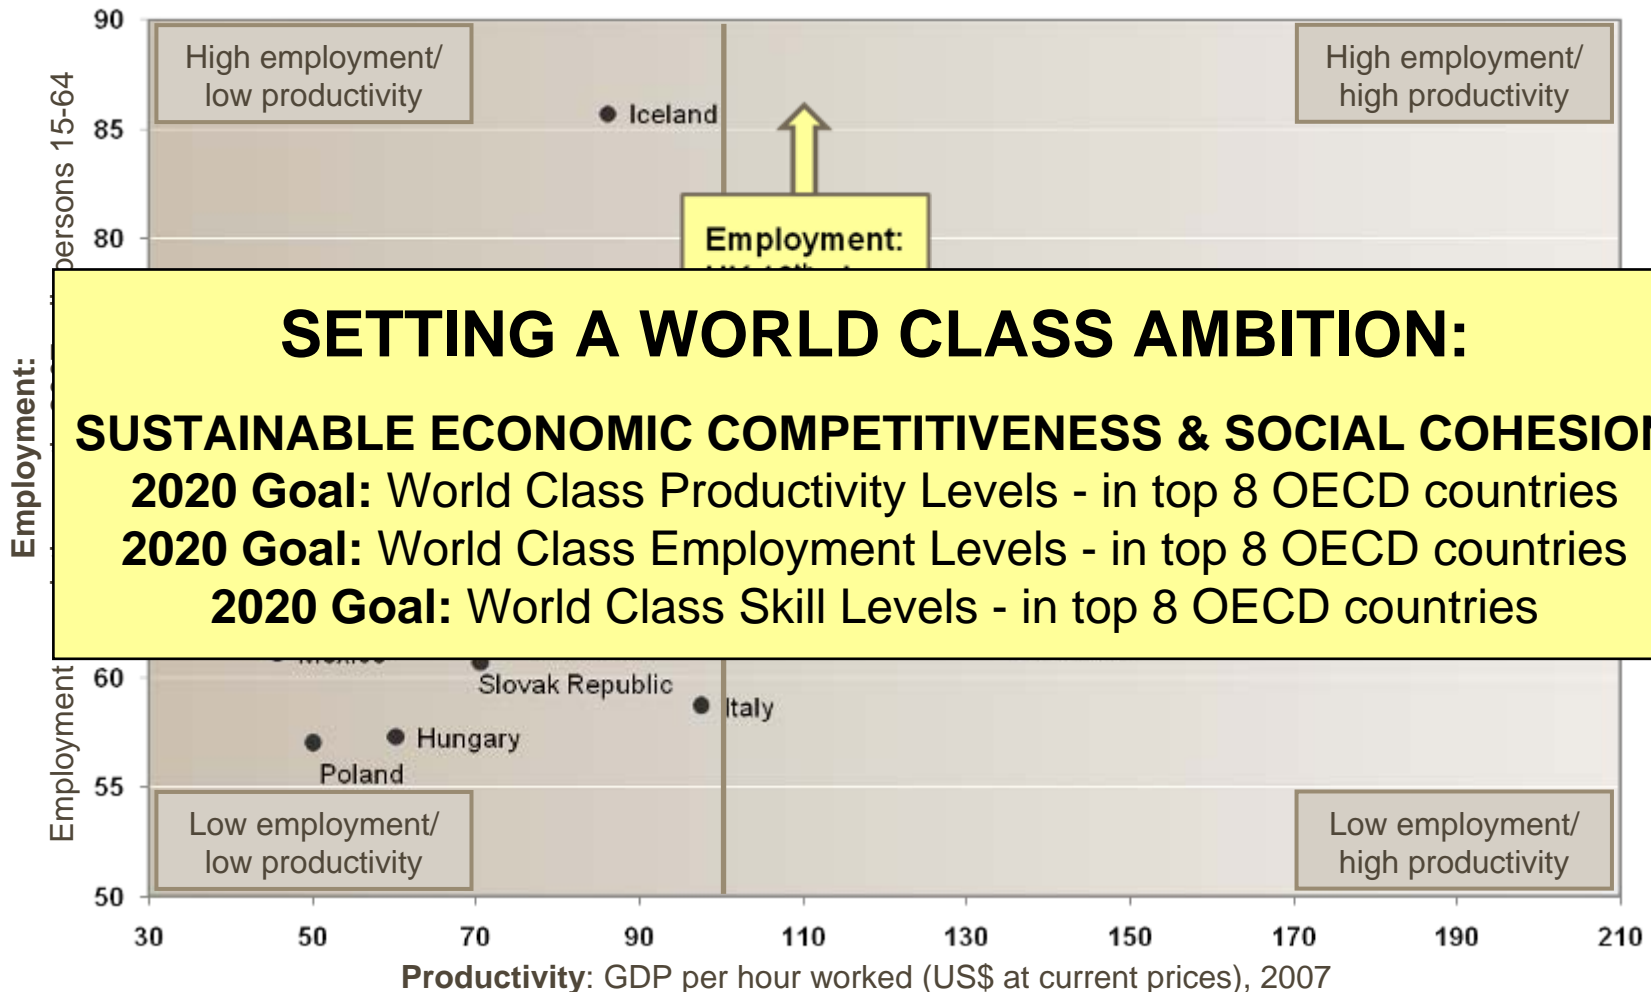 90
High employment/
low productivity
High employment/
high productivity
Iceland
85
80
Employment:
SETTING A WORLD CLASS AMBITION:
SUSTAINABLE ECONOMIC COMPETITIVENESS & SOCIAL COHESION
2020 Goal: World Class Productivity Levels - in top 8 OECD countries
2020 Goal: World Class Employment Levels - in top 8 OECD countries
2020 Goal: World Class Skill Levels - in top 8 OECD countries
Employment:
Employment persons 15-64
Mexico
60
Slovak Republic
Italy
Hungary
Poland
55
Low employment/
low productivity
Low employment/
high productivity
50
30 50 70 90 110 130 150 170 190 210
Productivity: GDP per hour worked (US$ at current prices), 2007